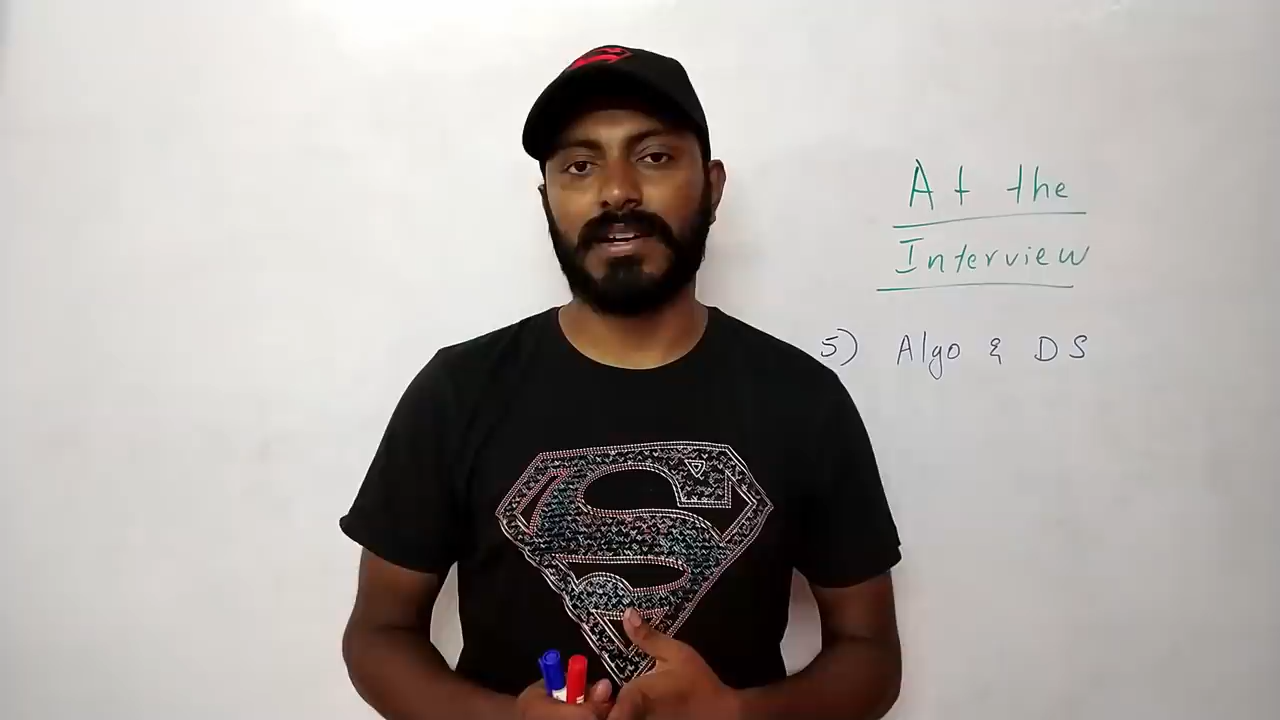 At the
Interview
5) Algo & DS